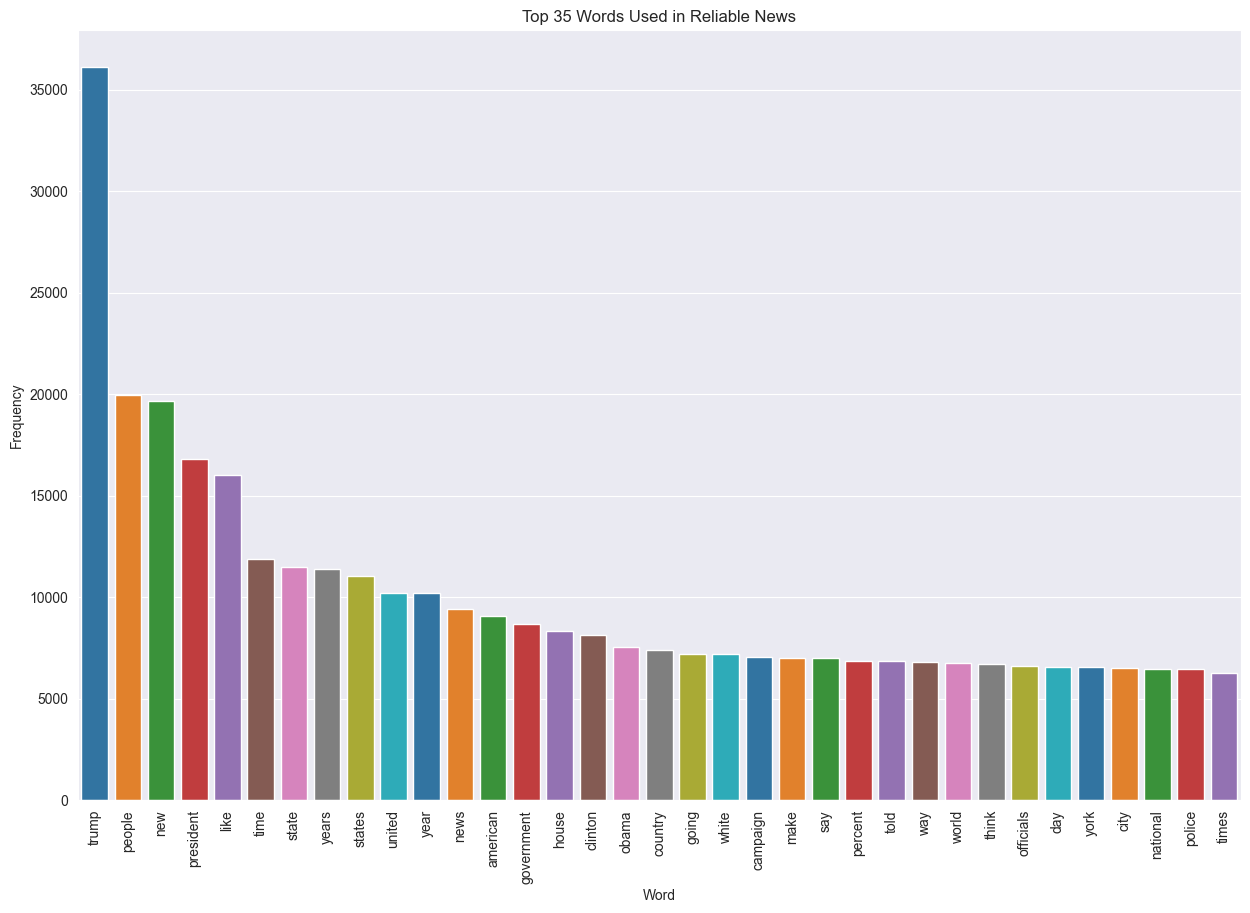 Top 35 Words Used in Reliable News
Frequency
35000
30000
25000
20000
15000
10000
5000
0
trump
people
new
president
like
time
state
years
states
united
year
news
american
government
house
clinton
obama
country
going
white
campaign
make
say
percent
told
way
world
think
officials
day
york
city
national
police
times
Word